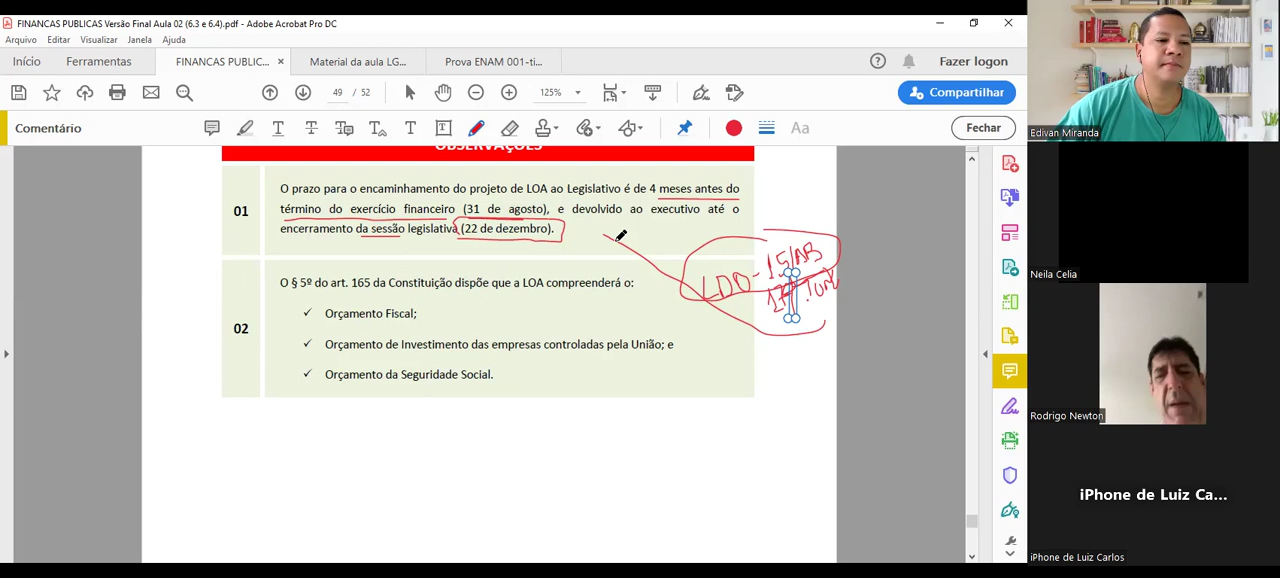 FINANCAS PUBLICAS Versão Final Aula 02 (6.3 e 6.4).pdf - Adobe Acrobat Pro DC
Arquivo Editar Visualizar Janela Ajuda
Início Ferramentas FINANCAS PUBLIC... × Material da aula LG... Prova ENAM 001-ti... Fazer logon
49 / 52 125% Compartilhar
Comentário Aa Fechar
OBSERVAÇÕES
01
O prazo para o encaminhamento do projeto de LOA ao Legislativo é de 4 meses antes do
término do exercício financeiro (31 de agosto), e devolvido ao executivo até o
encerramento da sessão legislativa (22 de dezembro).
LDO - 15/AB
17/JUN
02
O § 5º do art. 165 da Constituição dispõe que a LOA compreenderá o:
✓ Orçamento Fiscal;
✓ Orçamento de Investimento das empresas controladas pela União; e
✓ Orçamento da Seguridade Social.
Edivan Miranda
Neila Celia
Rodrigo Newton
iPhone de Luiz Ca...
iPhone de Luiz Carlos